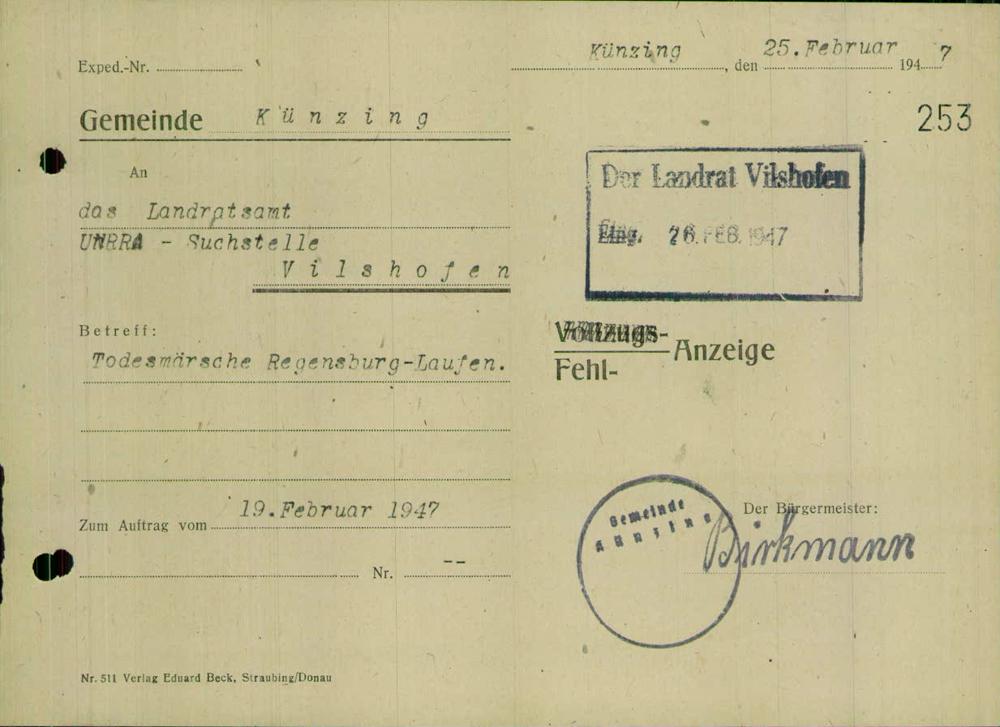 Künzing, den 25.Februar 1947
Exped.-Nr.
253
Gemeinde Künzing
An
das Landratsamt
UNRRA - Suchstelle
Vilshofen
Der Landrat Vilshofen
Eing. 26. FEB. 1947
Betreff:
Todesmärsche Regensburg-Laufen.
Vollzugs-
Fehl-
Anzeige
Zum Auftrag vom 19.Februar 1947
Nr. --
Gemeinde
Künzing
Der Bürgermeister:
Birkmann
Nr. 511 Verlag Eduard Beck, Straubing/Donau